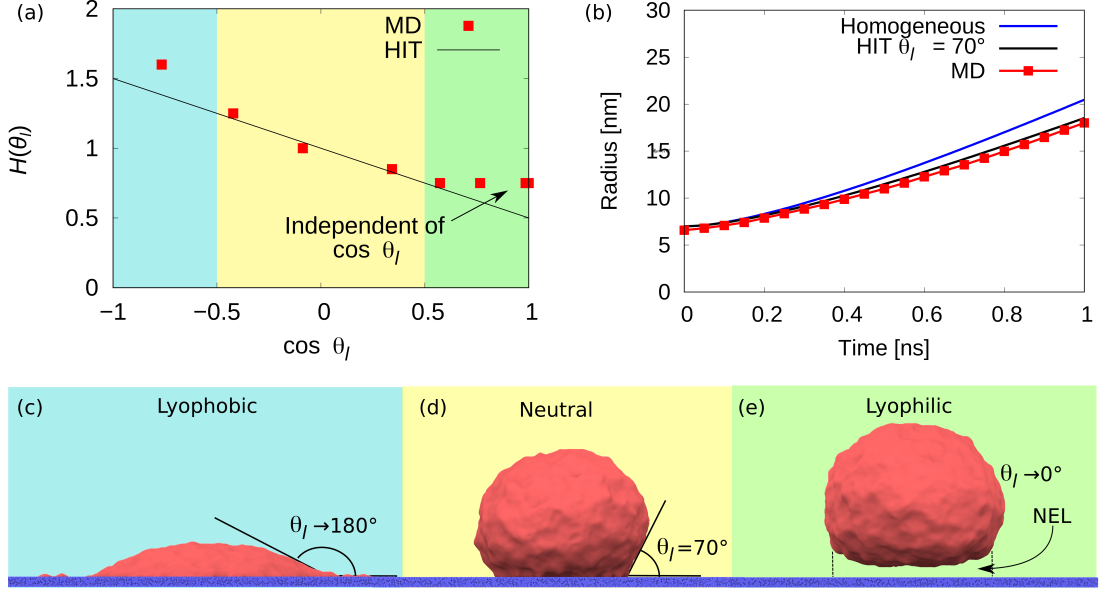 (a)
2
1.5
1
0.5
0
H(θl)
MD
HIT
Independent of
cos θl
−1
−0.5
0
0.5
1
cos θl
(b)
30
25
20
15
10
5
0
Radius [nm]
Homogeneous
HIT θl = 70°
MD
0
0.2
0.4
0.6
0.8
1
Time [ns]
(c)
Lyophobic
θl →180°
(d)
Neutral
θl=70°
(e)
Lyophilic
θl→0°
NEL